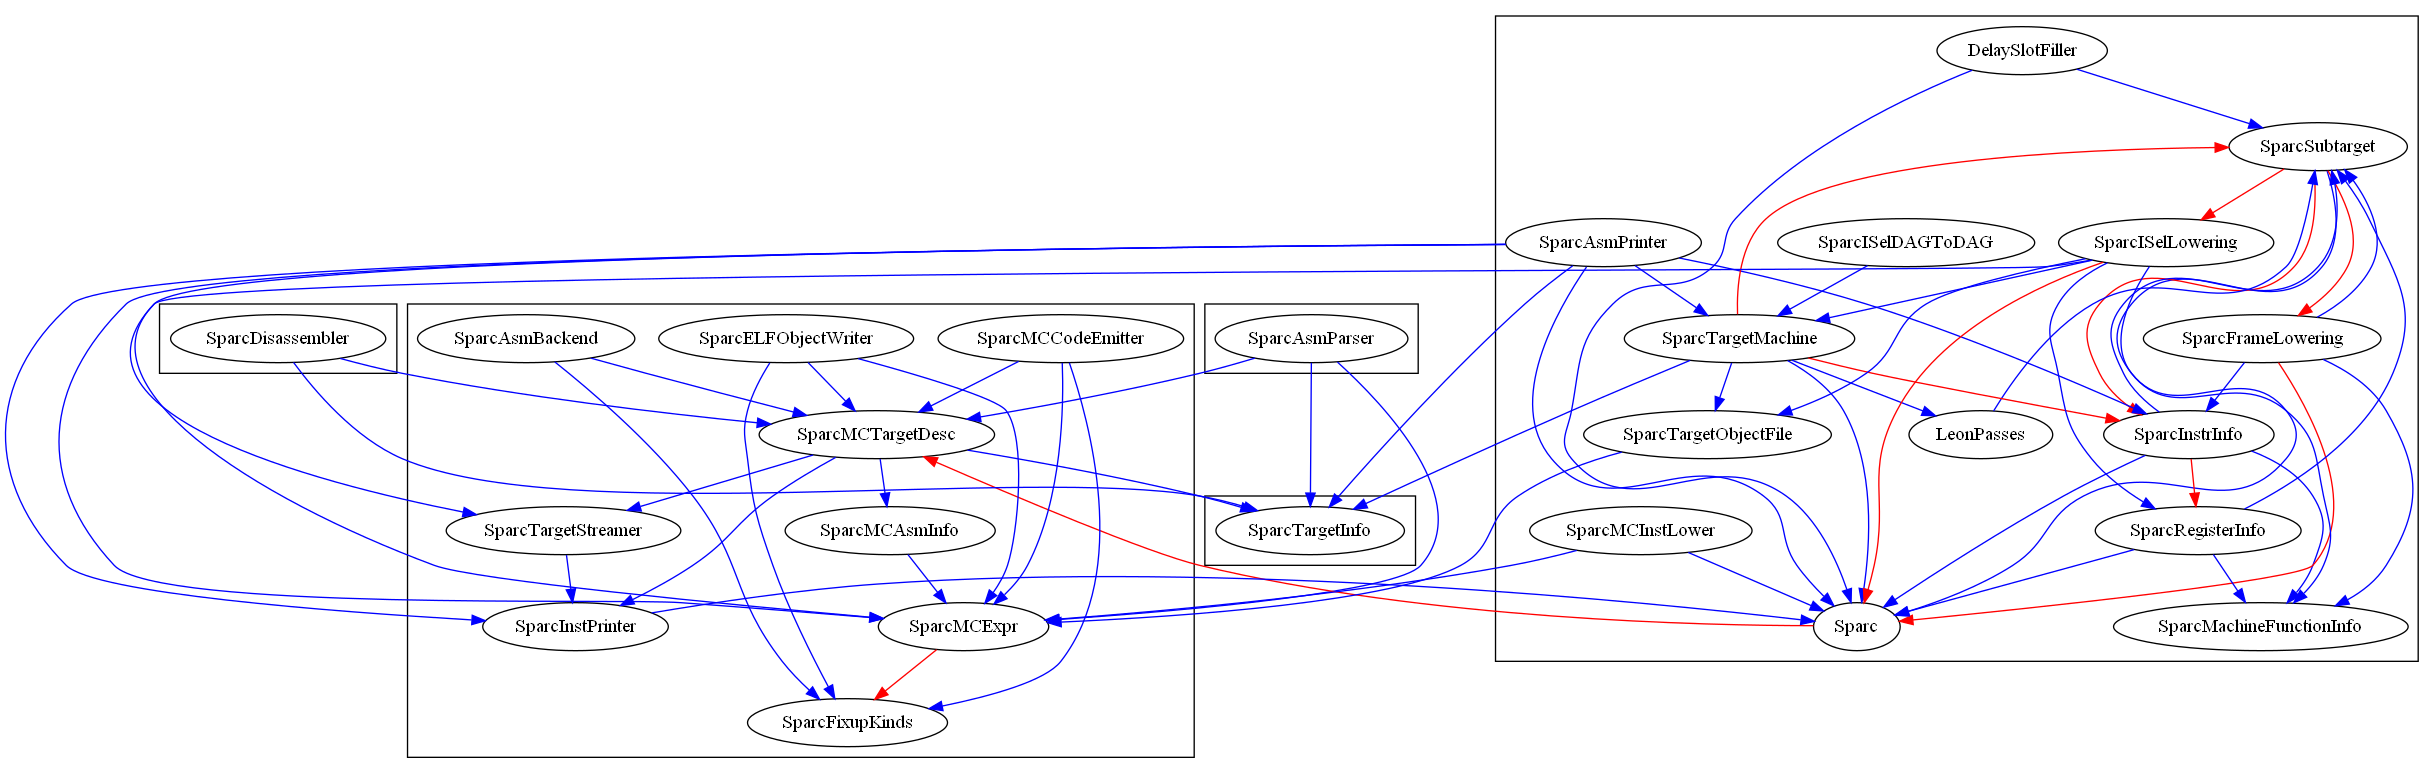 DelaySlotFiller
SparcSubtarget
SparcAsmPrinter
SparcISelDAGToDAG
SparcISelLowering
SparcDisassembler
SparcAsmBackend
SparcELFObjectWriter
SparcMCCodeEmitter
SparcAsmParser
SparcTargetMachine
SparcFrameLowering
SparcMCTargetDesc
SparcTargetObjectFile
LeonPasses
SparcInstrInfo
SparcTargetStreamer
SparcMCAsmInfo
SparcTargetInfo
SparcMCInstLower
SparcRegisterInfo
SparcInstPrinter
SparcMCExpr
Sparc
SparcMachineFunctionInfo
SparcFixupKinds